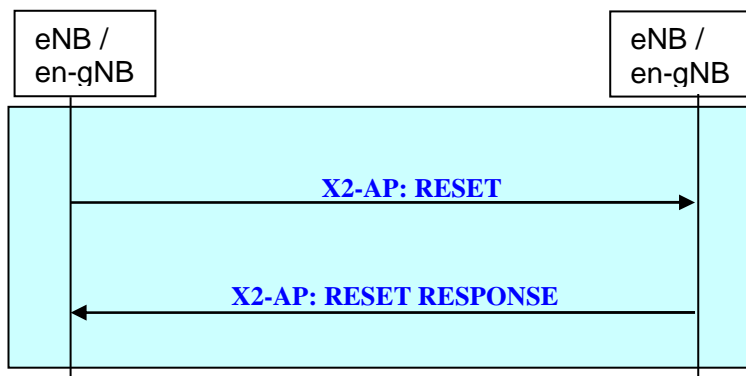 eNB /
en-gNB
eNB /
en-gNB
X2-AP: RESET
X2-AP: RESET RESPONSE